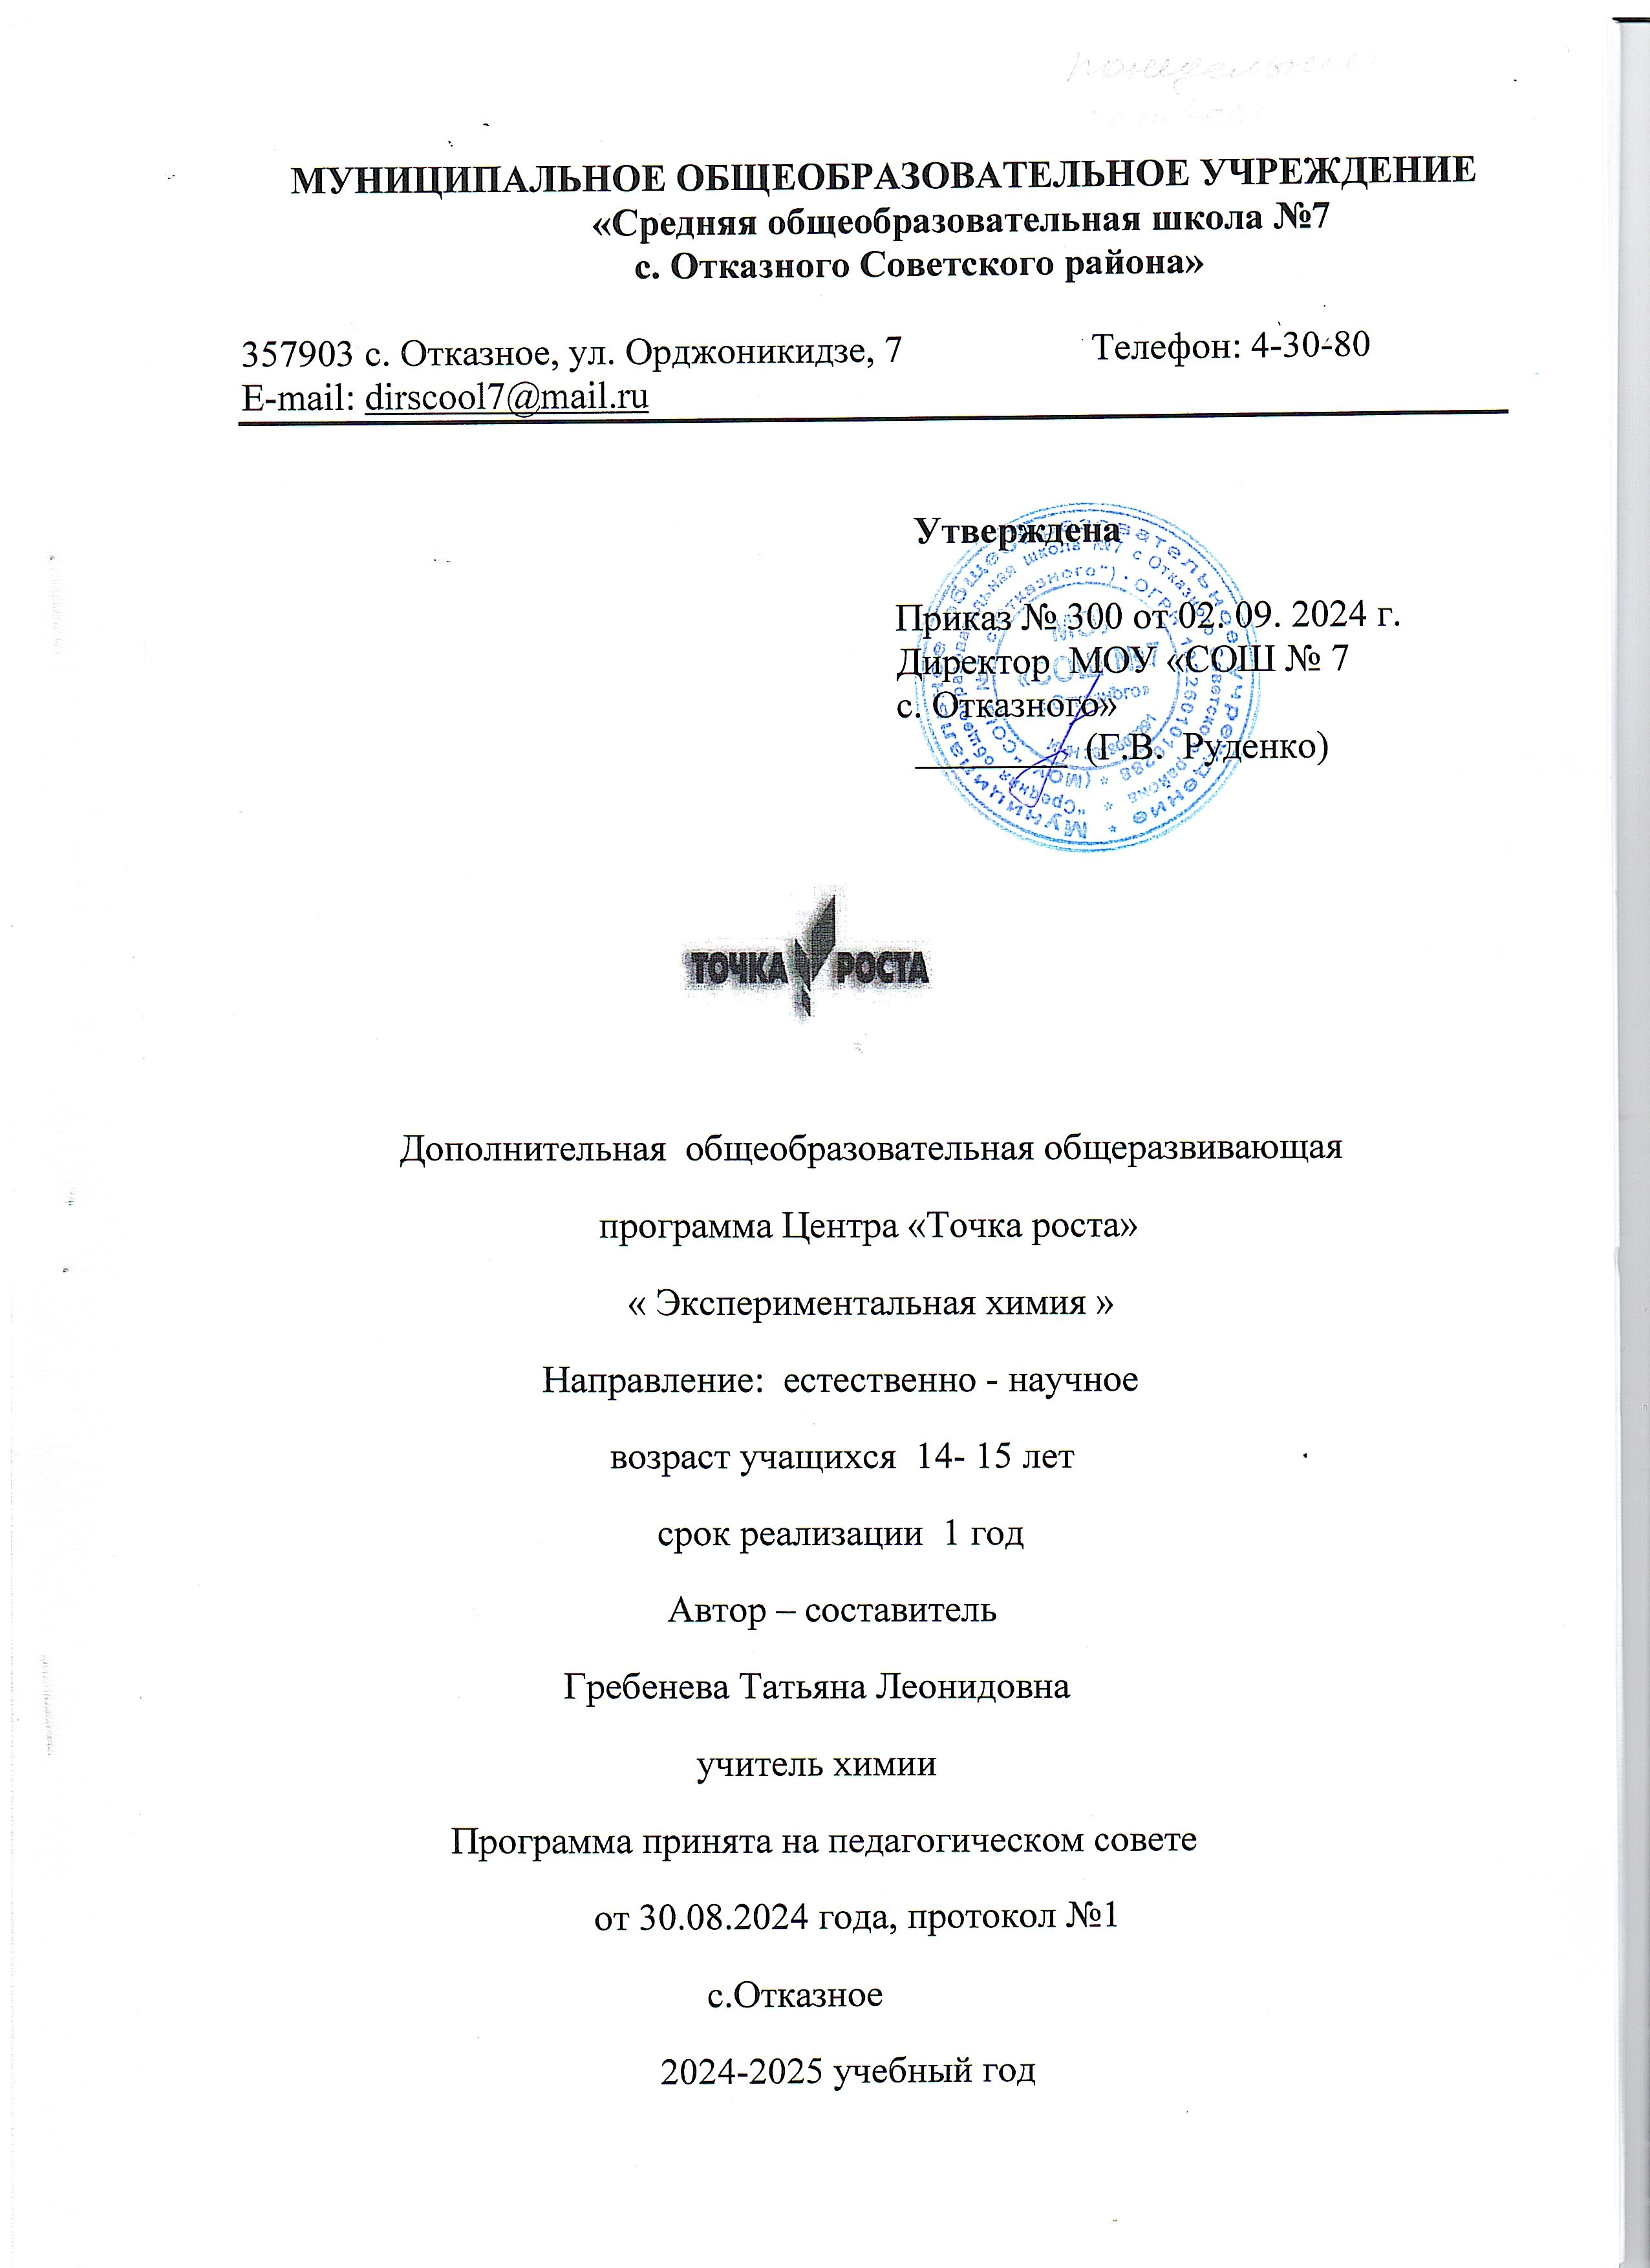 понедельник
МУНИЦИПАЛЬНОЕ ОБЩЕОБРАЗОВАТЕЛЬНОЕ УЧРЕЖДЕНИЕ
«Средняя общеобразовательная школа №7
с. Отказного Советского района»
357903 с. Отказное, ул. Орджоникидзе, 7 Телефон: 4-30-80
E-mail: dirscool7@mail.ru
Утверждена
Приказ № 300 от 02. 09. 2024 г.
Директор МОУ «СОШ № 7
с. Отказного»
________ (Г.В. Руденко)
ТОЧКА РОСТА
Дополнительная общеобразовательная общеразвивающая
программа Центра «Точка роста»
« Экспериментальная химия »
Направление: естественно - научное
возраст учащихся 14- 15 лет
срок реализации 1 год
Автор – составитель
Гребенева Татьяна Леонидовна
учитель химии
Программа принята на педагогическом совете
от 30.08.2024 года, протокол №1
с.Отказное
2024-2025 учебный год